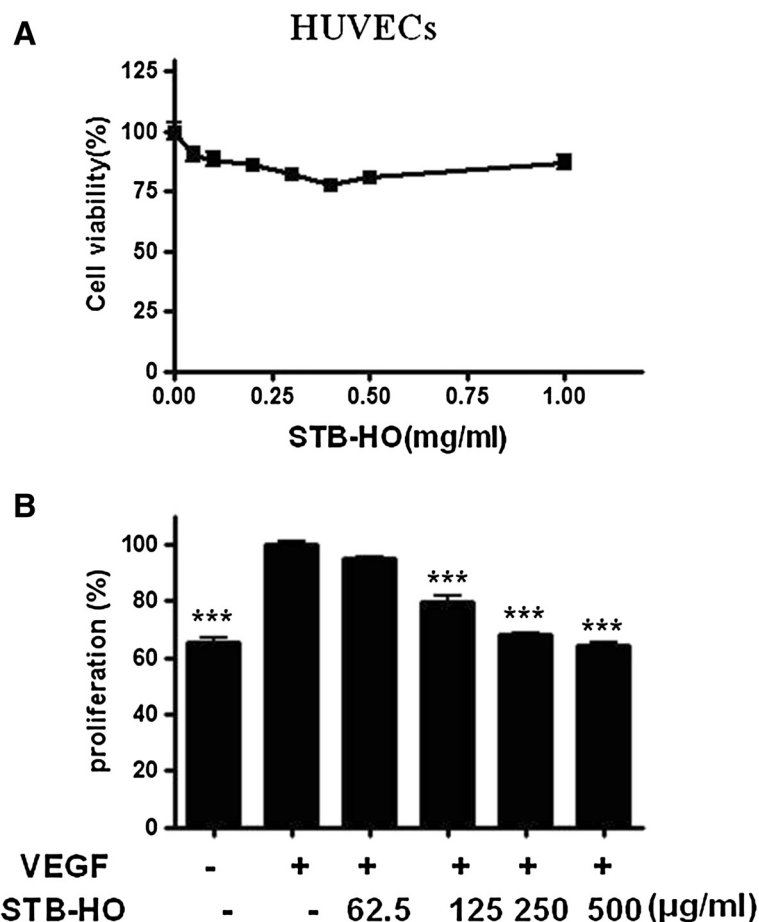 A
HUVECs
Cell viability(%)
125
100
75
50
25
0
0.00 0.25 0.50 0.75 1.00
STB-HO(mg/ml)
B
proliferation (%)
100
80
60
40
20
0
*** *** *** ***
VEGF - + + + + +
STB-HO - - 62.5 125 250 500 (μg/ml)